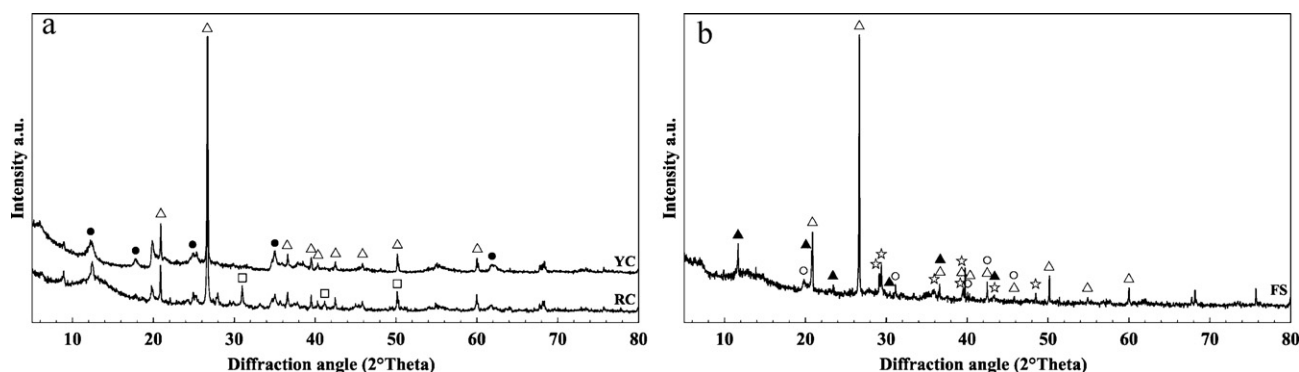 a
Intensity a.u.
YC
RC
10 20 30 40 50 60 70 80
Diffraction angle (2°Theta)
b
Intensity a.u.
FS
10 20 30 40 50 60 70 80
Diffraction angle (2°Theta)